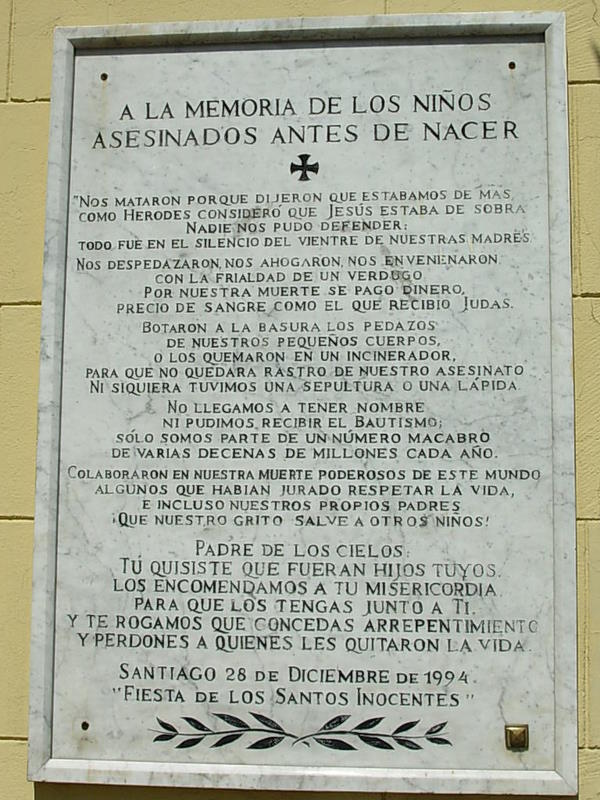 A LA MEMORIA DE LOS NIÑOS
ASESINADOS ANTES DE NACER
"NOS MATARON PORQUE DIJERON QUE ESTABAMOS DE MAS,
COMO HERODES CONSIDERÓ QUE JESÚS ESTABA DE SOBRA
NADIE NOS PUDO DEFENDER:
TODO FUE EN EL SILENCIO DEL VIENTRE DE NUESTRAS MADRES.
NOS DESPEDAZARON, NOS AHOGARON, NOS ENVENENARON,
CON LA FRIALDAD DE UN VERDUGO
POR NUESTRA MUERTE SE PAGO DINERO,
PRECIO DE SANGRE COMO EL QUE RECIBIO JUDAS.
BOTARON A LA BASURA LOS PEDAZOS
DE NUESTROS PEQUEÑOS CUERPOS,
O LOS QUEMARON EN UN INCINERADOR,
PARA QUE NO QUEDARA RASTRO DE NUESTRO ASESINATO
NI SIQUIERA TUVIMOS UNA SEPULTURA O UNA LÁPIDA
NO LLEGAMOS A TENER NOMBRE
NI PUDIMOS RECIBIR EL BAUTISMO;
SÓLO SOMOS PARTE DE UN NÚMERO MACABRO
DE VARIAS DECENAS DE MILLONES CADA AÑO.
COLABORARON EN NUESTRA MUERTE PODEROSOS DE ESTE MUNDO
ALGUNOS QUE HABIAN JURADO RESPETAR LA VIDA,
E INCLUSO NUESTROS PROPIOS PADRES
¡QUE NUESTRO GRITO SALVE A OTROS NIÑOS!
PADRE DE LOS CIELOS:
TÚ QUISISTE QUE FUERAN HIJOS TUYOS.
LOS ENCOMENDAMOS A TU MISERICORDIA
PARA QUE LOS TENGAS JUNTO A TI.
Y TE ROGAMOS QUE CONCEDAS ARREPENTIMIENTO
Y PERDONES A QUIENES LES QUITARON LA VIDA.
SANTIAGO 28 DE DICIEMBRE DE 1994.
"FIESTA DE LOS SANTOS INOCENTES"